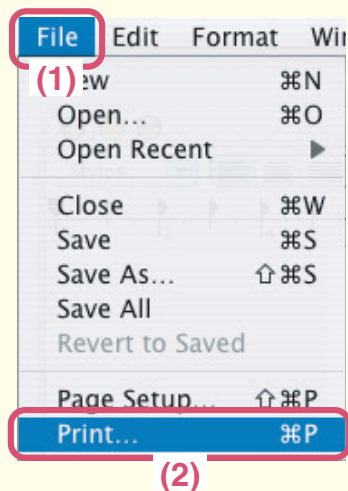 File Edit Format Wi
(1) ew ⌘N
Open... ⌘O
Open Recent ▶
Close ⌘W
Save ⌘S
Save As... ⇧⌘S
Save All
Revert to Saved
Page Setup... ⇧⌘P
Print... ⌘P
(2)